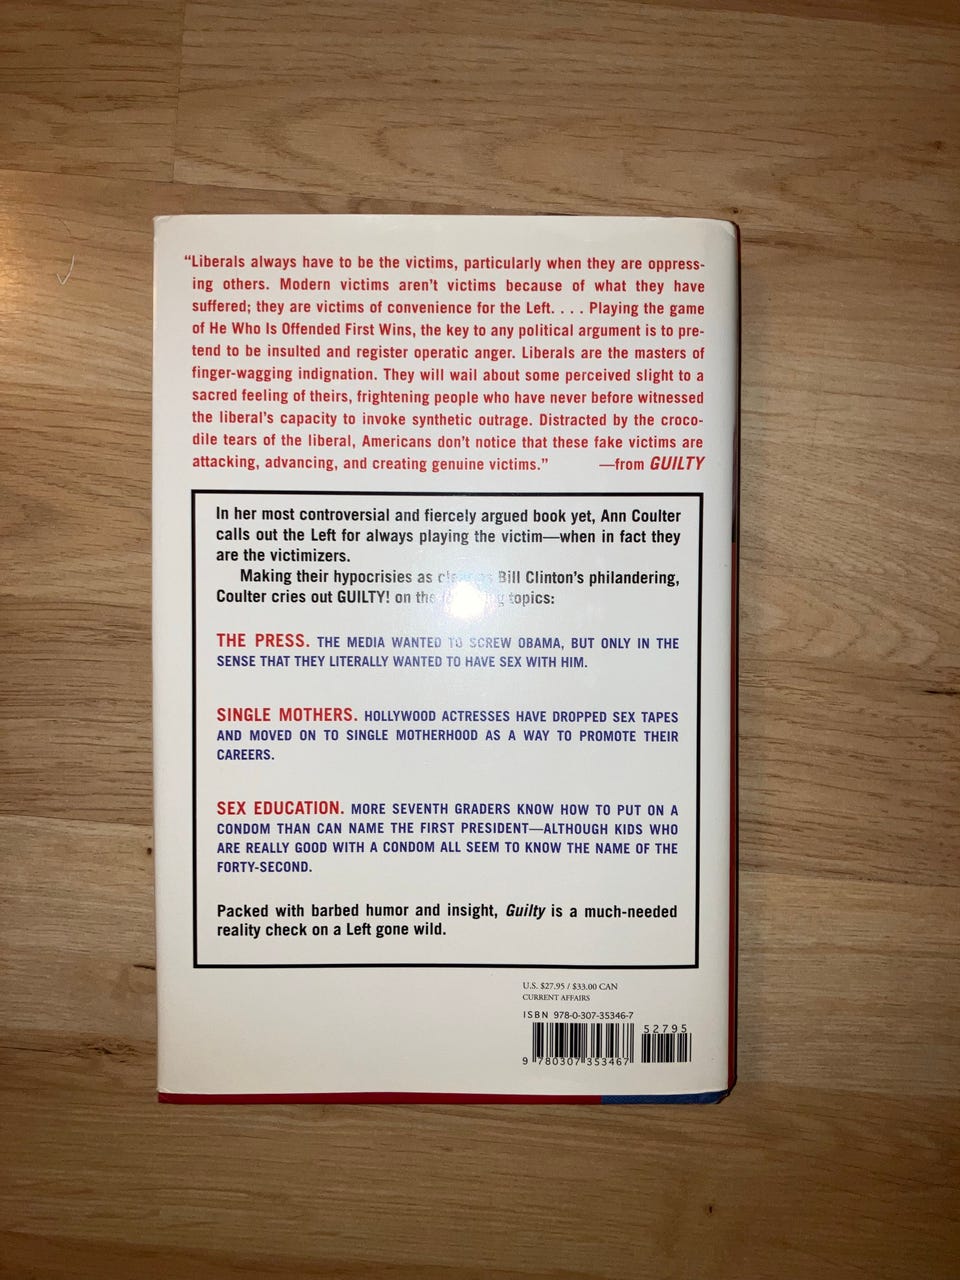 “Liberals always have to be the victims, particularly when they are oppress-
ing others. Modern victims aren’t victims because of what they have
suffered; they are victims of convenience for the Left. . . . Playing the game
of He Who Is Offended First Wins, the key to any political argument is to pre-
tend to be insulted and register operatic anger. Liberals are the masters of
finger-wagging indignation. They will wail about some perceived slight to a
sacred feeling of theirs, frightening people who have never before witnessed
the liberal’s capacity to invoke synthetic outrage. Distracted by the croco-
dile tears of the liberal, Americans don’t notice that these fake victims are
attacking, advancing, and creating genuine victims.” —from GUILTY
In her most controversial and fiercely argued book yet, Ann Coulter
calls out the Left for always playing the victim—when in fact they
are the victimizers.
Making their hypocrisies as Bill Clinton’s philandering,
Coulter cries out GUILTY! on the topics:
THE PRESS. THE MEDIA WANTED TO SCREW OBAMA, BUT ONLY IN THE
SENSE THAT THEY LITERALLY WANTED TO HAVE SEX WITH HIM.
SINGLE MOTHERS. HOLLYWOOD ACTRESSES HAVE DROPPED SEX TAPES
AND MOVED ON TO SINGLE MOTHERHOOD AS A WAY TO PROMOTE THEIR
CAREERS.
SEX EDUCATION. MORE SEVENTH GRADERS KNOW HOW TO PUT ON A
CONDOM THAN CAN NAME THE FIRST PRESIDENT—ALTHOUGH KIDS WHO
ARE REALLY GOOD WITH A CONDOM ALL SEEM TO KNOW THE NAME OF THE
FORTY-SECOND.
Packed with barbed humor and insight, Guilty is a much-needed
reality check on a Left gone wild.
U.S. $27.95 / $33.00 CAN
CURRENT AFFAIRS
ISBN 978-0-307-35346-7
52795
9 780307 353467